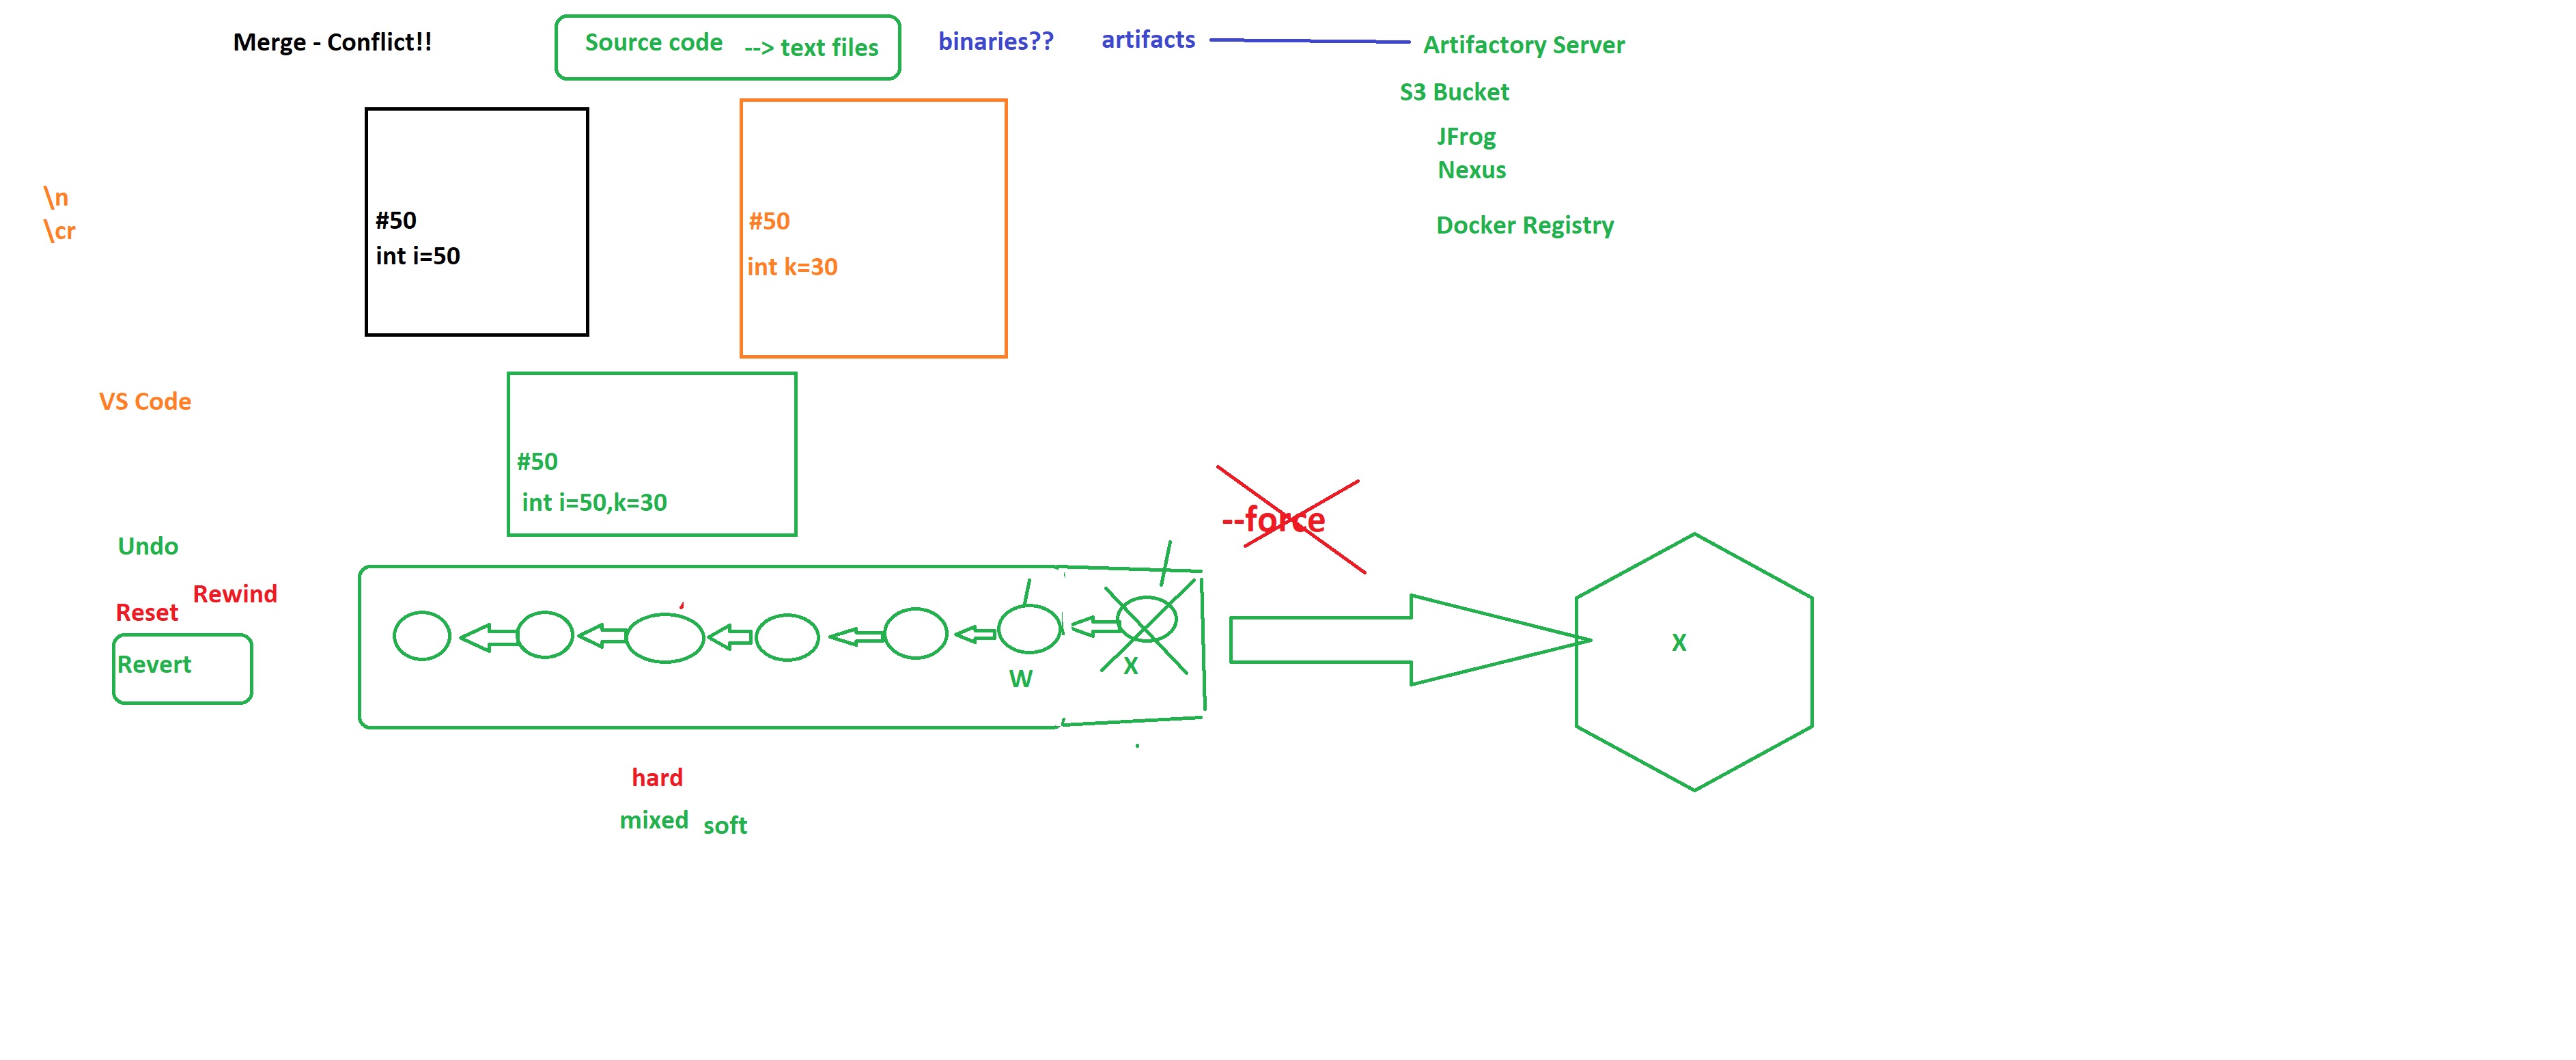 Merge - Conflict!!
Source code --> text files
binaries??
artifacts
Artifactory Server
S3 Bucket
JFrog
Nexus
Docker Registry
\n
\cr
#50
int i=50
#50
int k=30
VS Code
#50
int i=50,k=30
--force
Undo
Rewind
Reset
Revert
W
X
X
hard
mixed soft